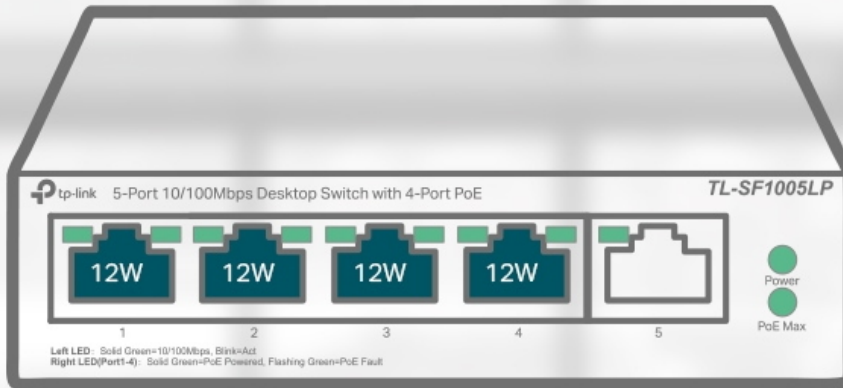 tp-link 5-Port 10/100Mbps Desktop Switch with 4-Port PoE TL-SF1005LP
12W 12W 12W 12W
Power
1 2 3 4 5
PoE Max
Left LED: Solid Green=10/100Mbps, Blink=Act
Right LED(Port1-4): Solid Green=PoE Powered, Flashing Green=PoE Fault